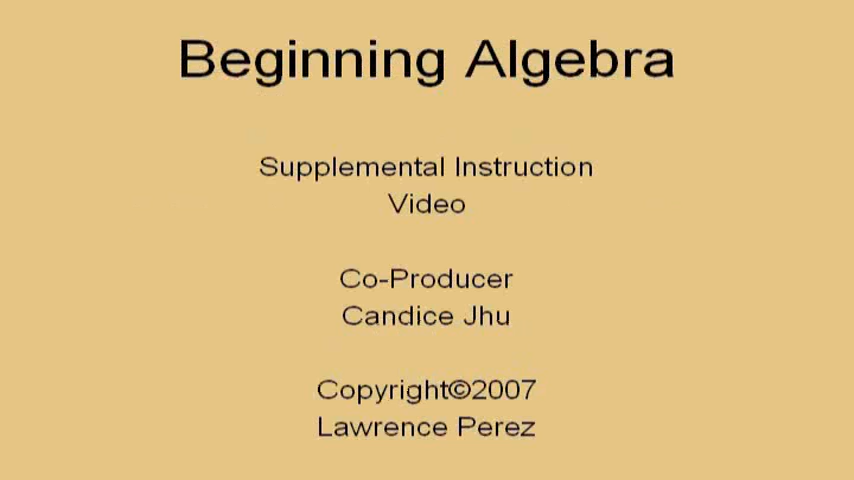 Beginning Algebra
Supplemental Instruction
Video
Co-Producer
Candice Jhu
Copyright©2007
Lawrence Perez